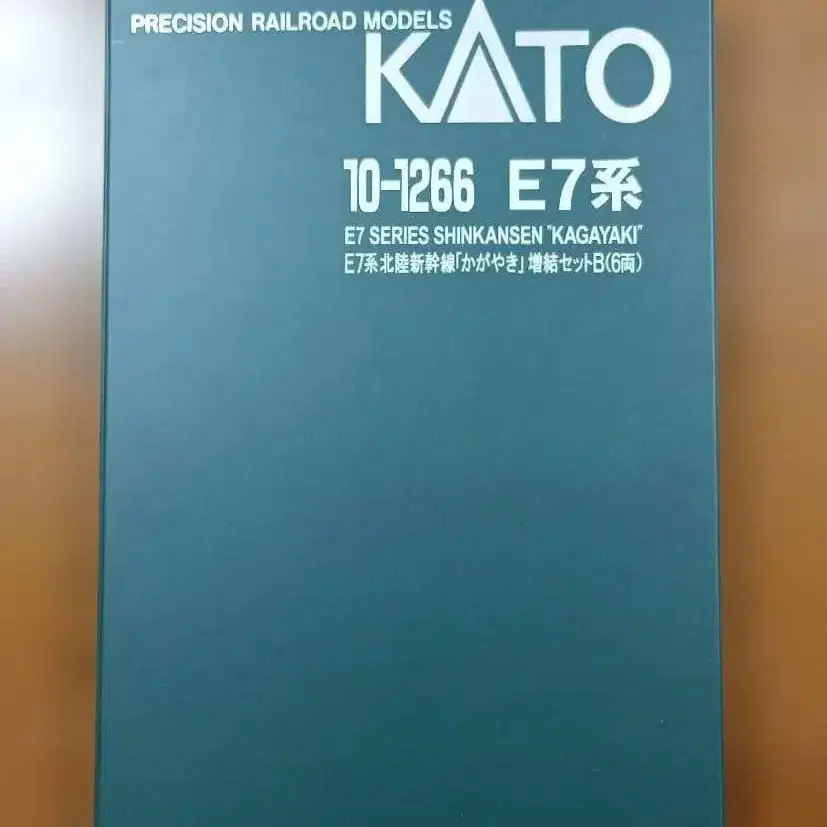 PRECISION RAILROAD MODELS
KATO
10-1266 E7系
E7 SERIES SHINKANSEN "KAGAYAKI"
E7系北陸新幹線「かがやき」増結セットB(6両)